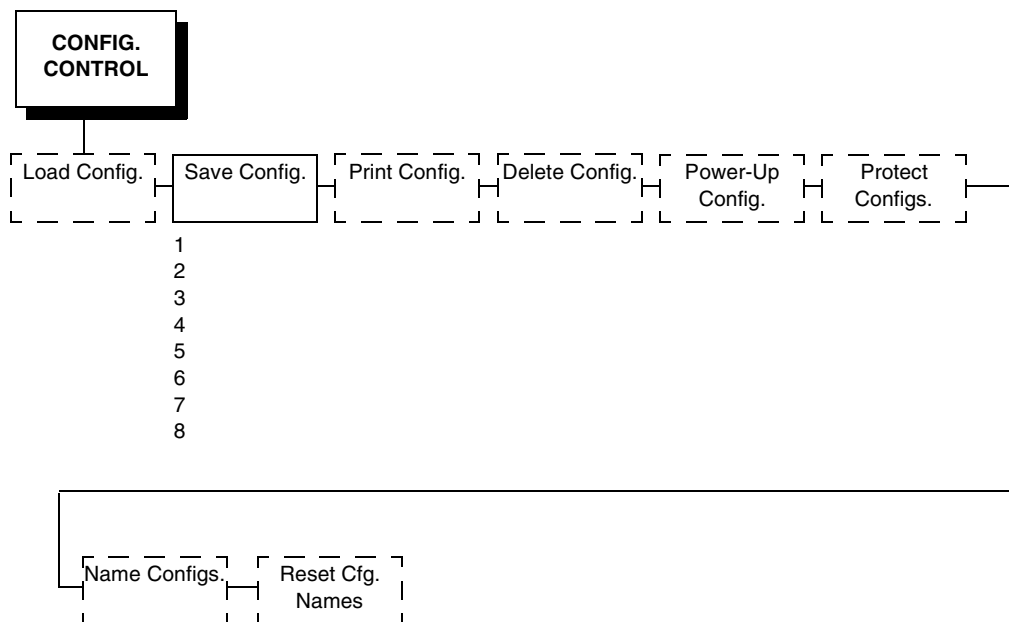 CONFIG.
CONTROL
Load Config.
Save Config.
Print Config.
Delete Config.
Power-Up
Config.
Protect
Configs.
1
2
3
4
5
6
7
8
Name Configs.
Reset Cfg.
Names